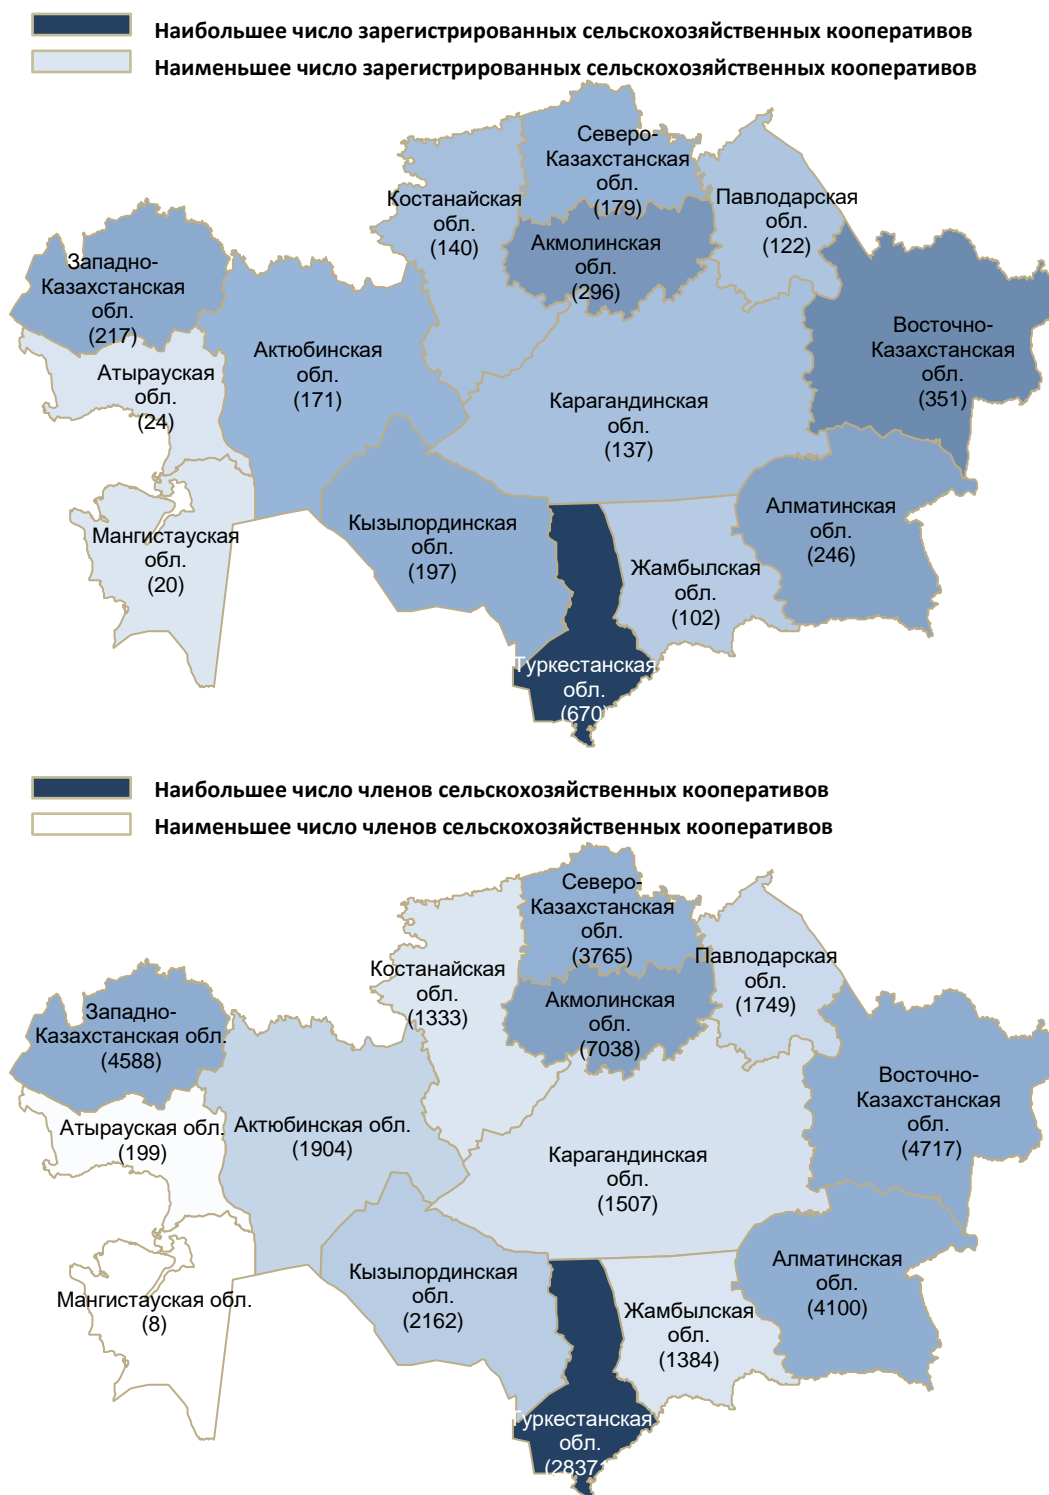 Наибольшее число зарегистрированных сельскохозяйственных кооперативов
Наименьшее число зарегистрированных сельскохозяйственных кооперативов
Северо-
Казахстанская
обл.
(179)
Костанайская
обл.
(140)
Павлодарская
обл.
(122)
Акмолинская
обл.
(296)
Западно-
Казахстанская
обл.
(217)
Восточно-
Казахстанская
обл.
(351)
Актюбинская
обл.
(171)
Атырауская
обл.
(24)
Карагандинская
обл.
(137)
Мангистауская
обл.
(20)
Кызылординская
обл.
(197)
Алматинская
обл.
(246)
Жамбылская
обл.
(102)
Туркестанская
обл.
(670)
Наибольшее число членов сельскохозяйственных кооперативов
Наименьшее число членов сельскохозяйственных кооперативов
Северо-
Казахстанская
обл.
(3765)
Костанайская
обл.
(1333)
Павлодарская
обл.
(1749)
Акмолинская
обл.
(7038)
Западно-
Казахстанская обл.
(4588)
Восточно-
Казахстанская
обл.
(4717)
Атырауская обл.
(199)
Актюбинская обл.
(1904)
Карагандинская
обл.
(1507)
Мангистауская обл.
(8)
Кызылординская
обл.
(2162)
Алматинская
обл.
(4100)
Жамбылская
обл.
(1384)
Туркестанская
обл.
(28371)